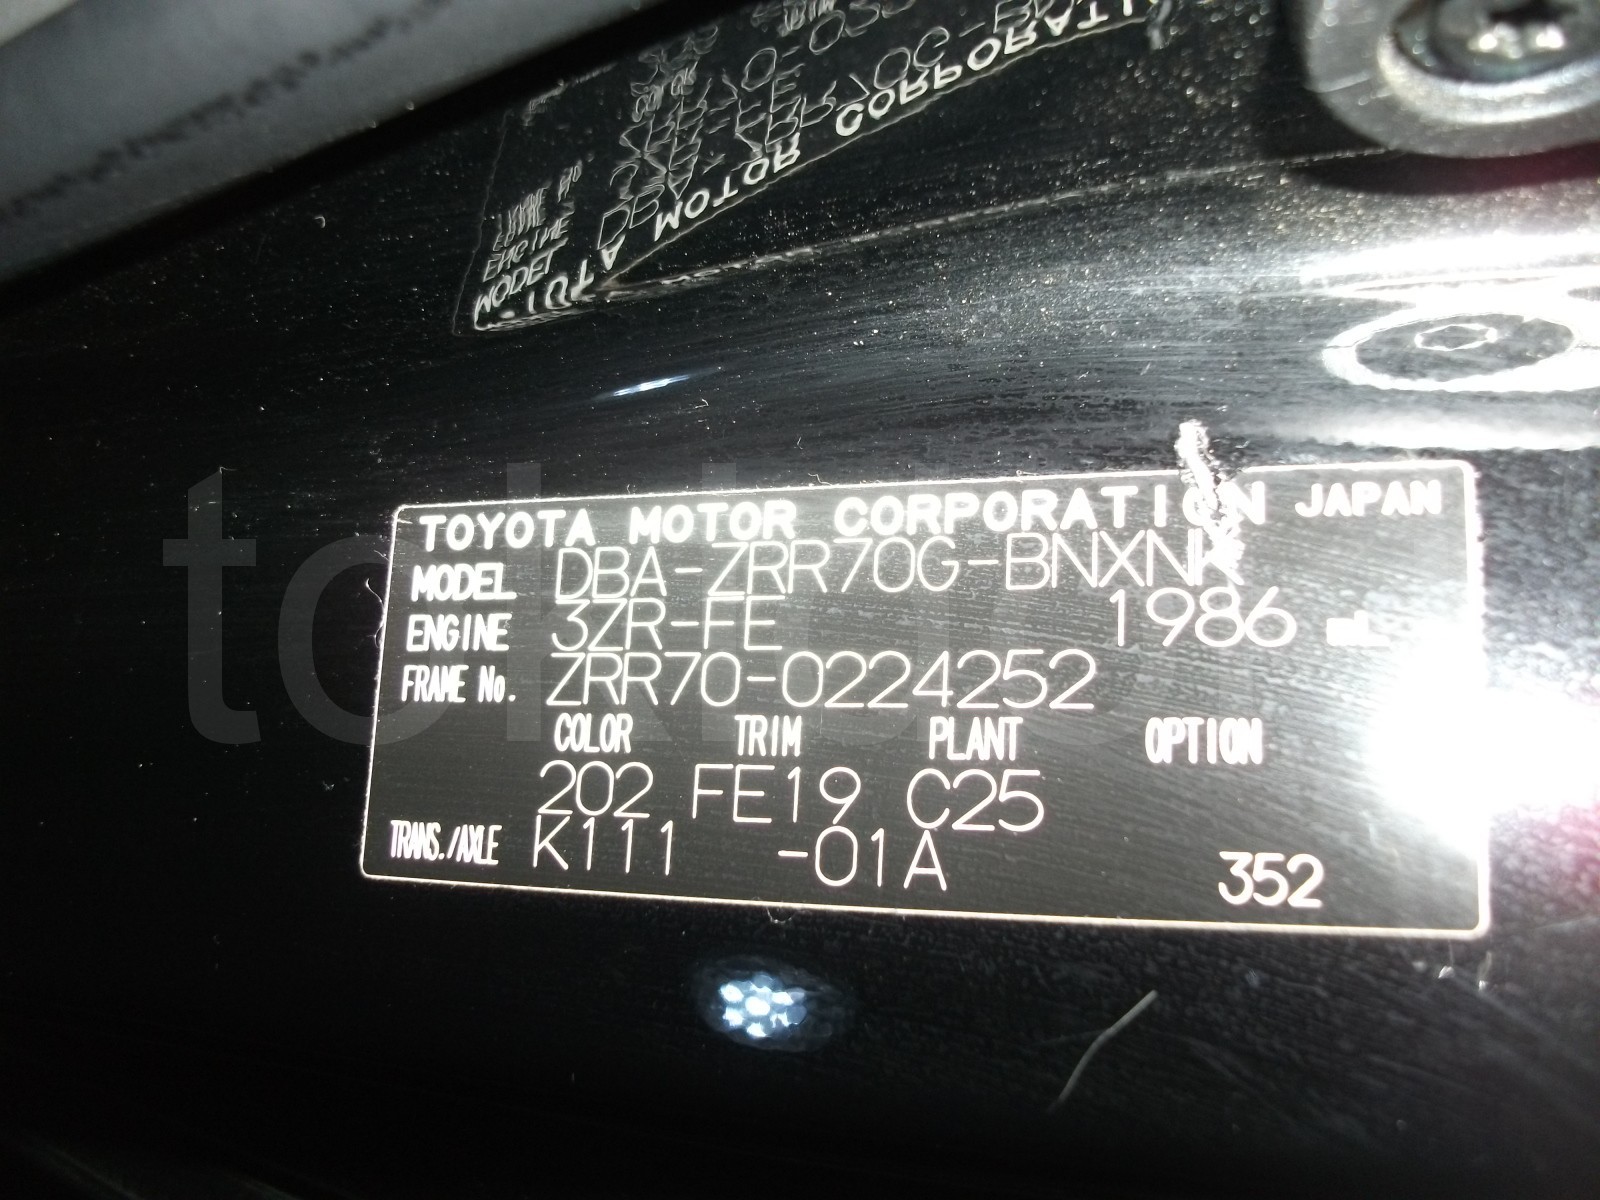 TOYOTA MOTOR CORPORATION JAPAN
MODEL DBA-ZRR70G-BNXNK
ENGINE 3ZR-FE 1986 mL
FRAME No. ZRR70-0224252
COLOR TRIM PLANT OPTION
202 FE19 C25
TRANS./AXLE K111 -01A 352